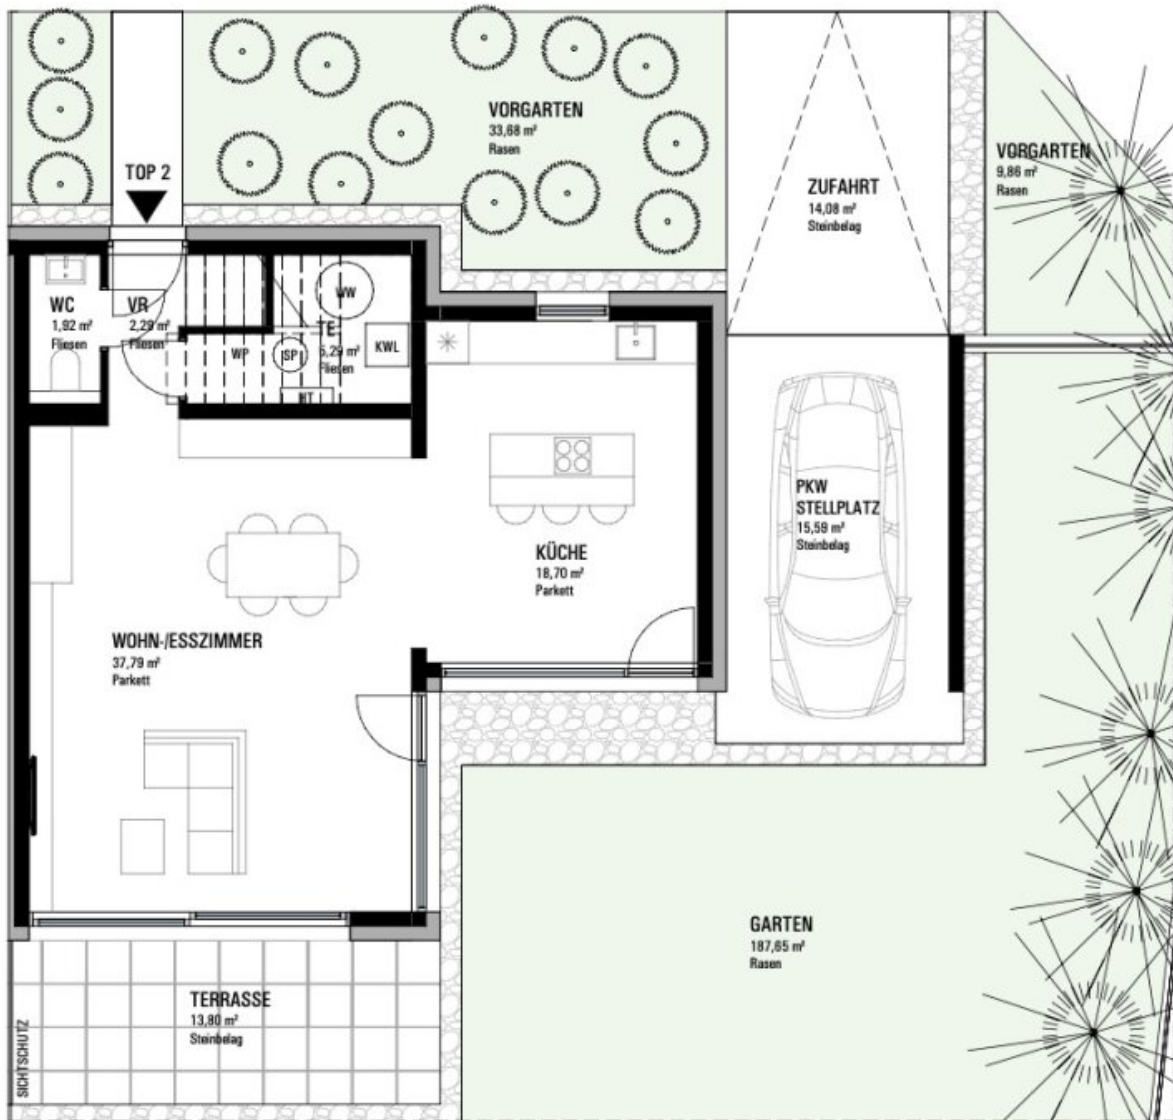 VORGARTEN
33,68 m²
Rasen
TOP 2
ZUFAHRT
14,08 m²
Steinbelag
VORGARTEN
9,86 m²
Rasen
WC
1,92 m²
Fliesen
VR
2,29 m²
Fliesen
WW
TE
5,29 m²
Fliesen
WP
SP
KWL
HT
PKW
STELLPLATZ
15,59 m²
Steinbelag
KÜCHE
18,70 m²
Parkett
WOHN-/ESSZIMMER
37,79 m²
Parkett
GARTEN
187,65 m²
Rasen
TERRASSE
13,80 m²
Steinbelag
SICHTSCHUTZ